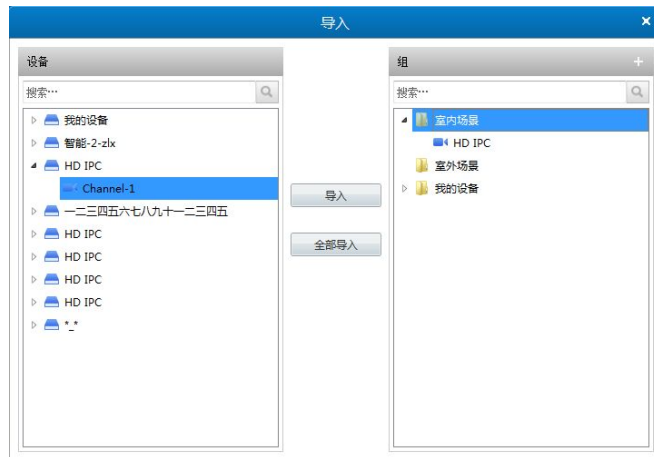 导入
设备
搜索…
我的设备
智能-2-zlx
HD IPC
Channel-1
一二三四五六七八九十一二三四五
HD IPC
HD IPC
HD IPC
HD IPC
*_*
导入
全部导入
组
搜索…
室内场景
HD IPC
室外场景
我的设备